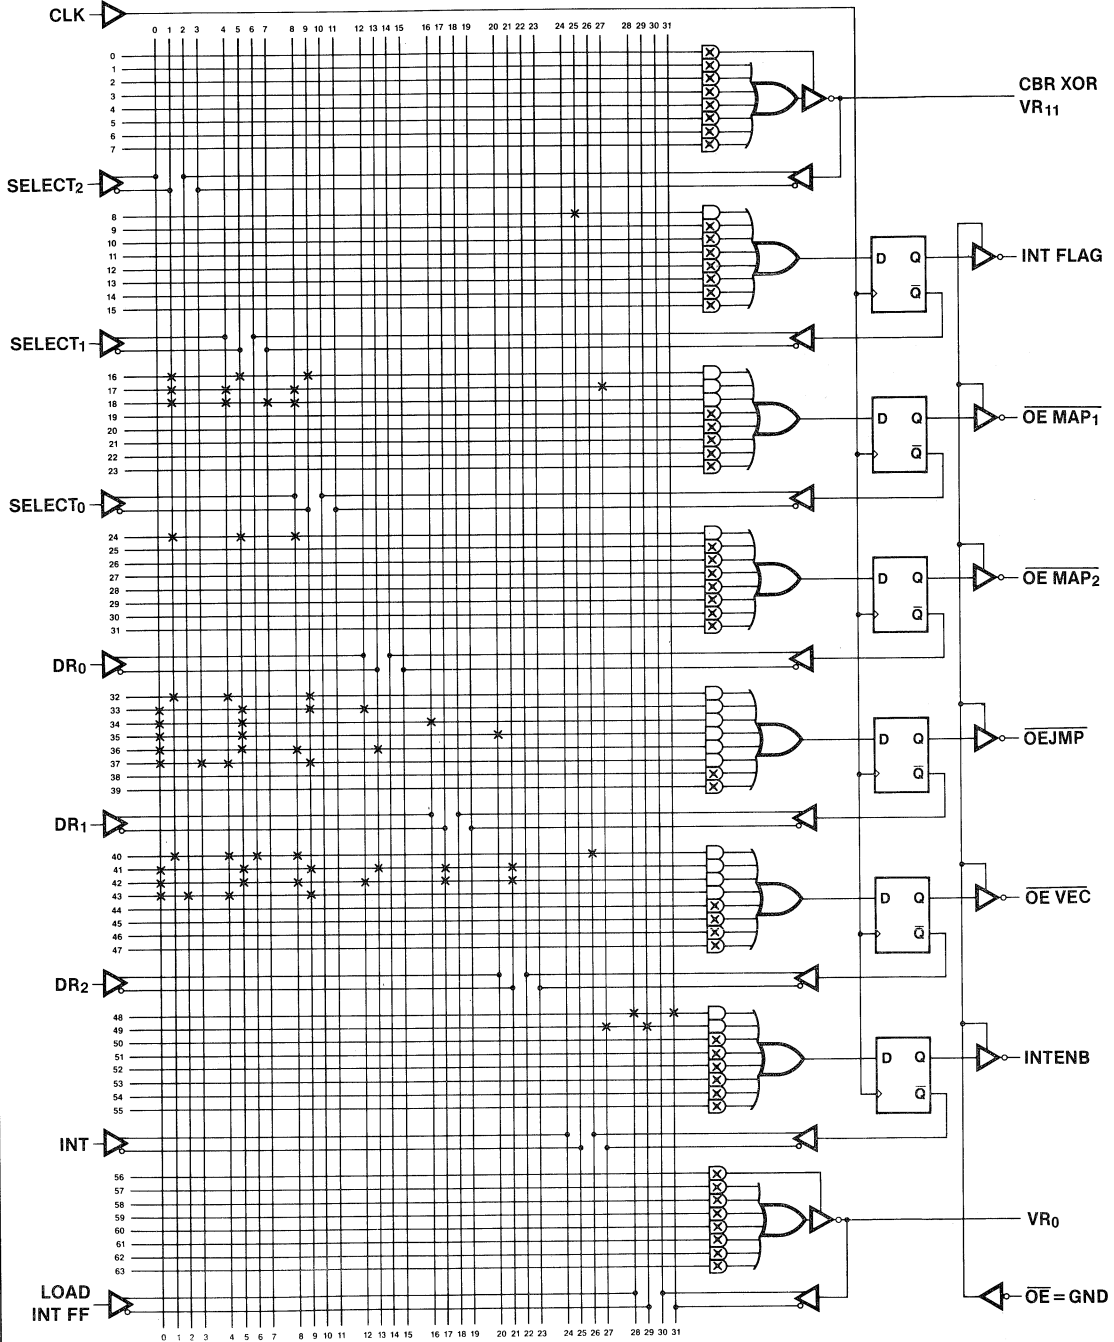 CLK
0 1 2 3 4 5 6 7 8 9 10 11 12 13 14 15 16 17 18 19 20 21 22 23 24 25 26 27 28 29 30 31
0
1
2
3
4
5
6
7
CBR XOR
VR11
SELECT2
8
9
10
11
12
13
14
15
D Q
Q̅
INT FLAG
SELECT1
16
17
18
19
20
21
22
23
D Q
Q̅
OE MAP1
SELECT0
24
25
26
27
28
29
30
31
D Q
Q̅
OE MAP2
DR0
32
33
34
35
36
37
38
39
D Q
Q̅
OEJMP
DR1
40
41
42
43
44
45
46
47
D Q
Q̅
OE VEC
DR2
48
49
50
51
52
53
54
55
D Q
Q̅
INTENB
INT
56
57
58
59
60
61
62
63
VR0
LOAD
INT FF
OE = GND
0 1 2 3 4 5 6 7 8 9 10 11 12 13 14 15 16 17 18 19 20 21 22 23 24 25 26 27 28 29 30 31